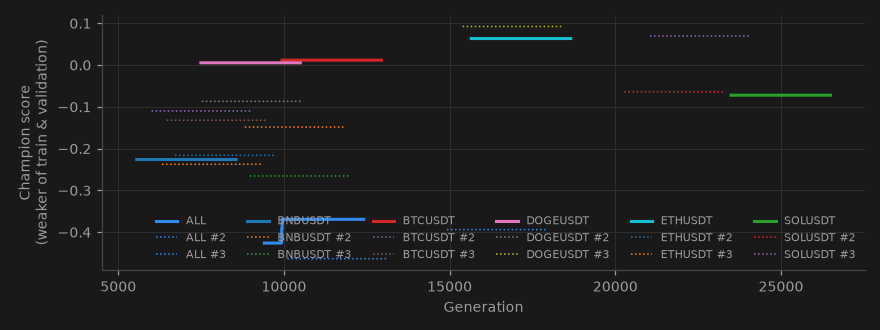 Champion score
(weaker of train & validation)
0.1
0.0
−0.1
−0.2
−0.3
−0.4
ALL BNBUSDT BTCUSDT DOGEUSDT ETHUSDT SOLUSDT
ALL #2 BNBUSDT #2 BTCUSDT #2 DOGEUSDT #2 ETHUSDT #2 SOLUSDT #2
ALL #3 BNBUSDT #3 BTCUSDT #3 DOGEUSDT #3 ETHUSDT #3 SOLUSDT #3
5000 10000 15000 20000 25000
Generation